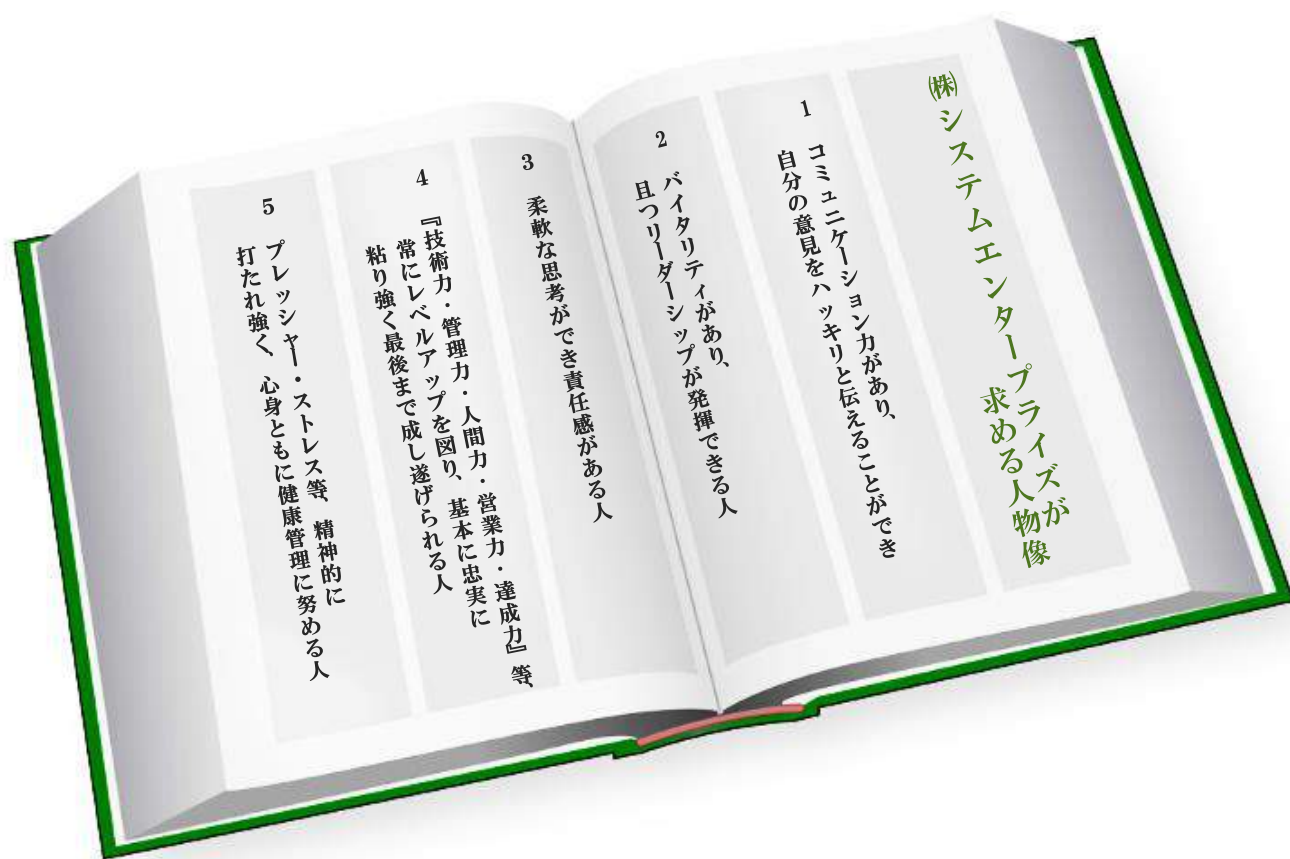 ㈱システムエンタープライズが
求める人物像
1 コミュニケーション力があり、
自分の意見をハッキリと伝えることができ
2 バイタリティがあり、
且つリーダーシップが発揮できる人
3 柔軟な思考ができ責任感がある人
4 『技術力・管理力・人間力・営業力・達成力』等、
常にレベルアップを図り、基本に忠実に
粘り強く最後まで成し遂げられる人
5 プレッシャー・ストレス等、精神的に
打たれ強く、心身ともに健康管理に努める人